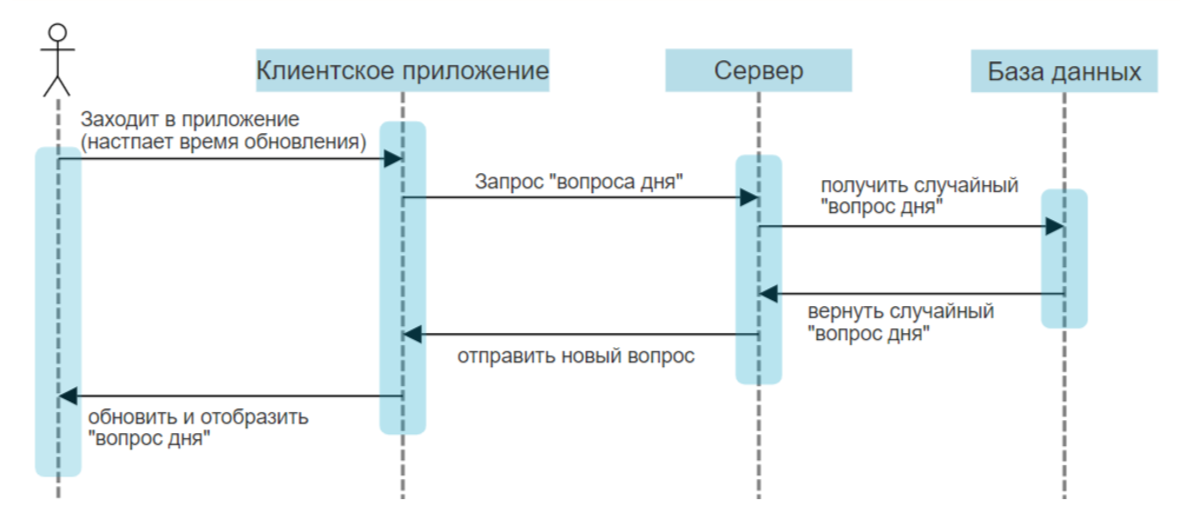 Клиентское приложение
Сервер
База данных
Заходит в приложение
(настпает время обновления)
Запрос "вопроса дня"
получить случайный
"вопрос дня"
вернуть случайный
"вопрос дня"
отправить новый вопрос
обновить и отобразить
"вопрос дня"